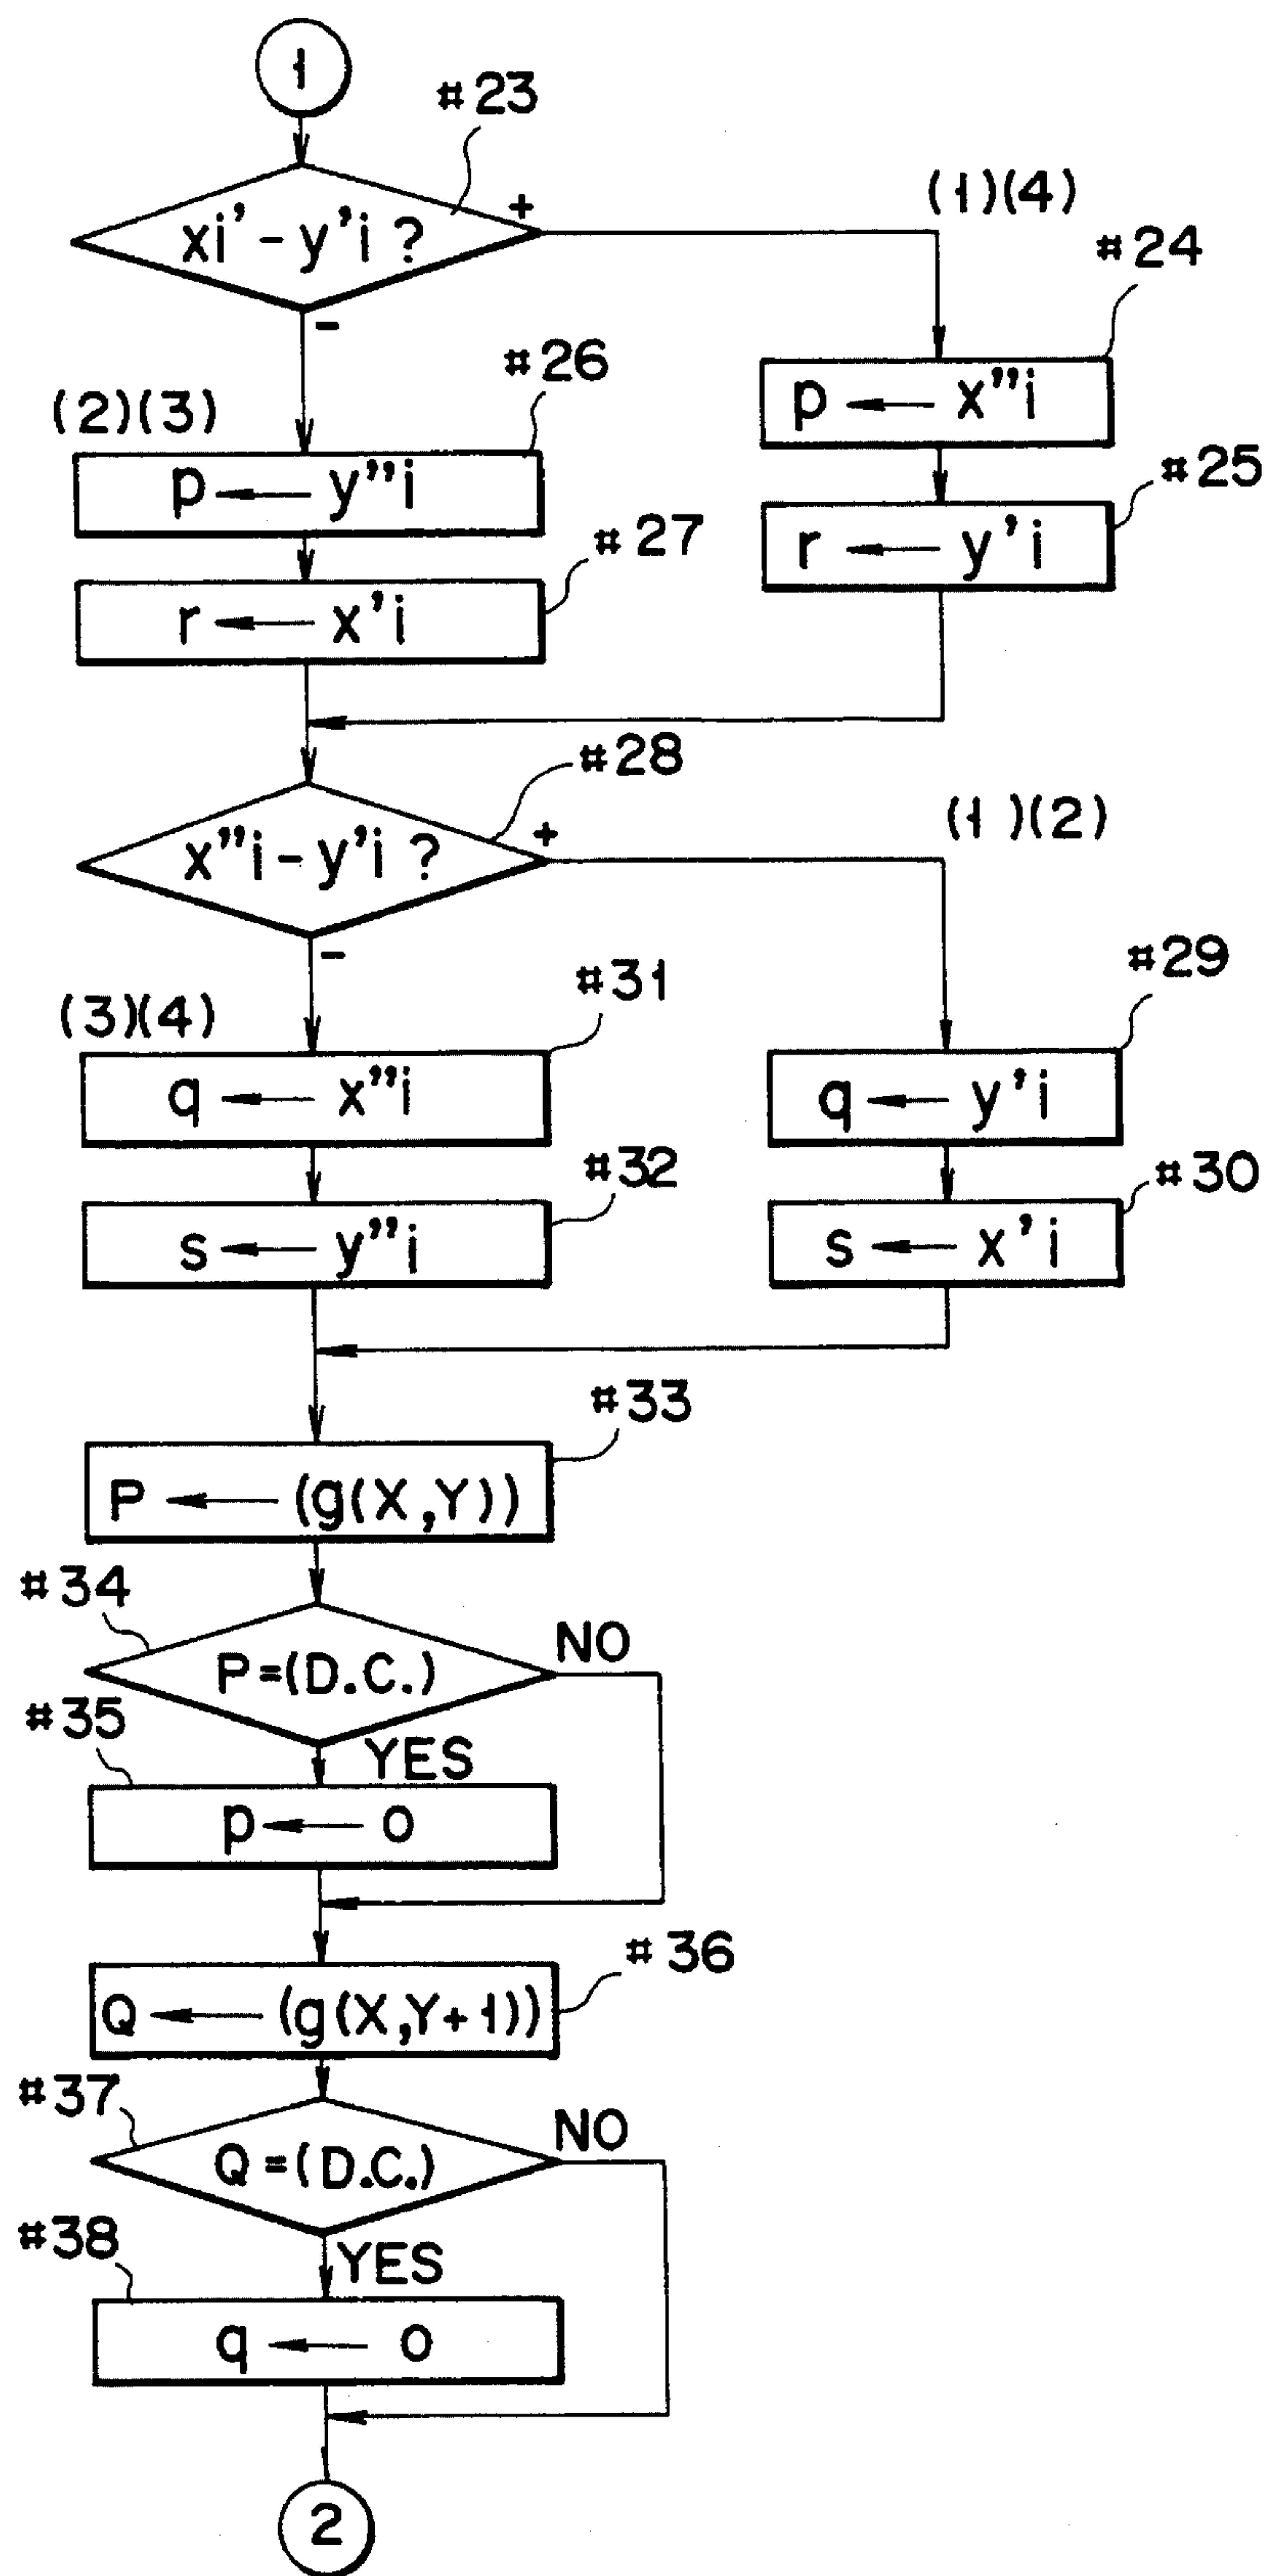 1
#23
xi' - y'i ?
+
-
(1)(4)
#24
p ← x"i
#25
r ← y'i
#26
(2)(3)
p ← y"i
#27
r ← x'i
#28
x"i - y'i ?
+
-
(1 )(2)
#29
q ← y'i
#30
s ← x'i
#31
(3)(4)
q ← x"i
#32
s ← y"i
#33
P ← (g(X,Y))
#34
P=(D.C.)
NO
YES
#35
p ← o
#36
Q ← (g(X,Y+1))
#37
Q=(D.C.)
NO
YES
#38
q ← o
2